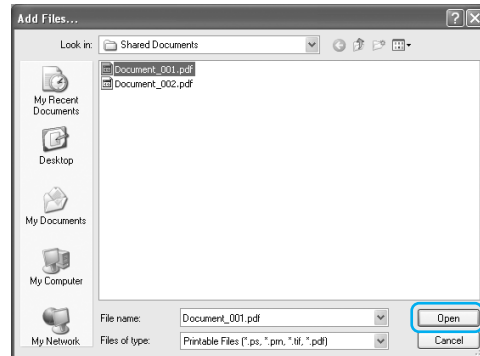 Add Files...
Look in: Shared Documents
Document_001.pdf
Document_002.pdf
My Recent
Documents
Desktop
My Documents
My Computer
My Network
File name: Document_001.pdf Open
Files of type: Printable Files (*.ps, *.prn, *.tif, *.pdf) Cancel